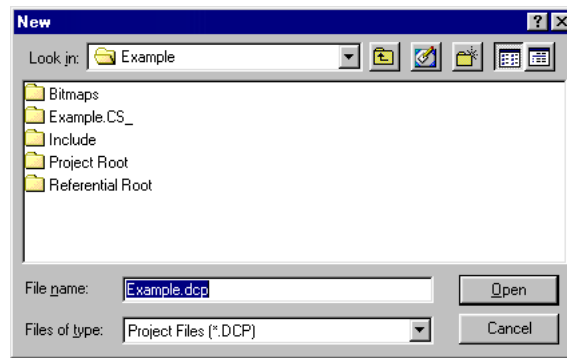 New
Look in: Example
Bitmaps
Example.CS_
Include
Project Root
Referential Root
File name: Example.dcp Open
Files of type: Project Files (*.DCP) Cancel